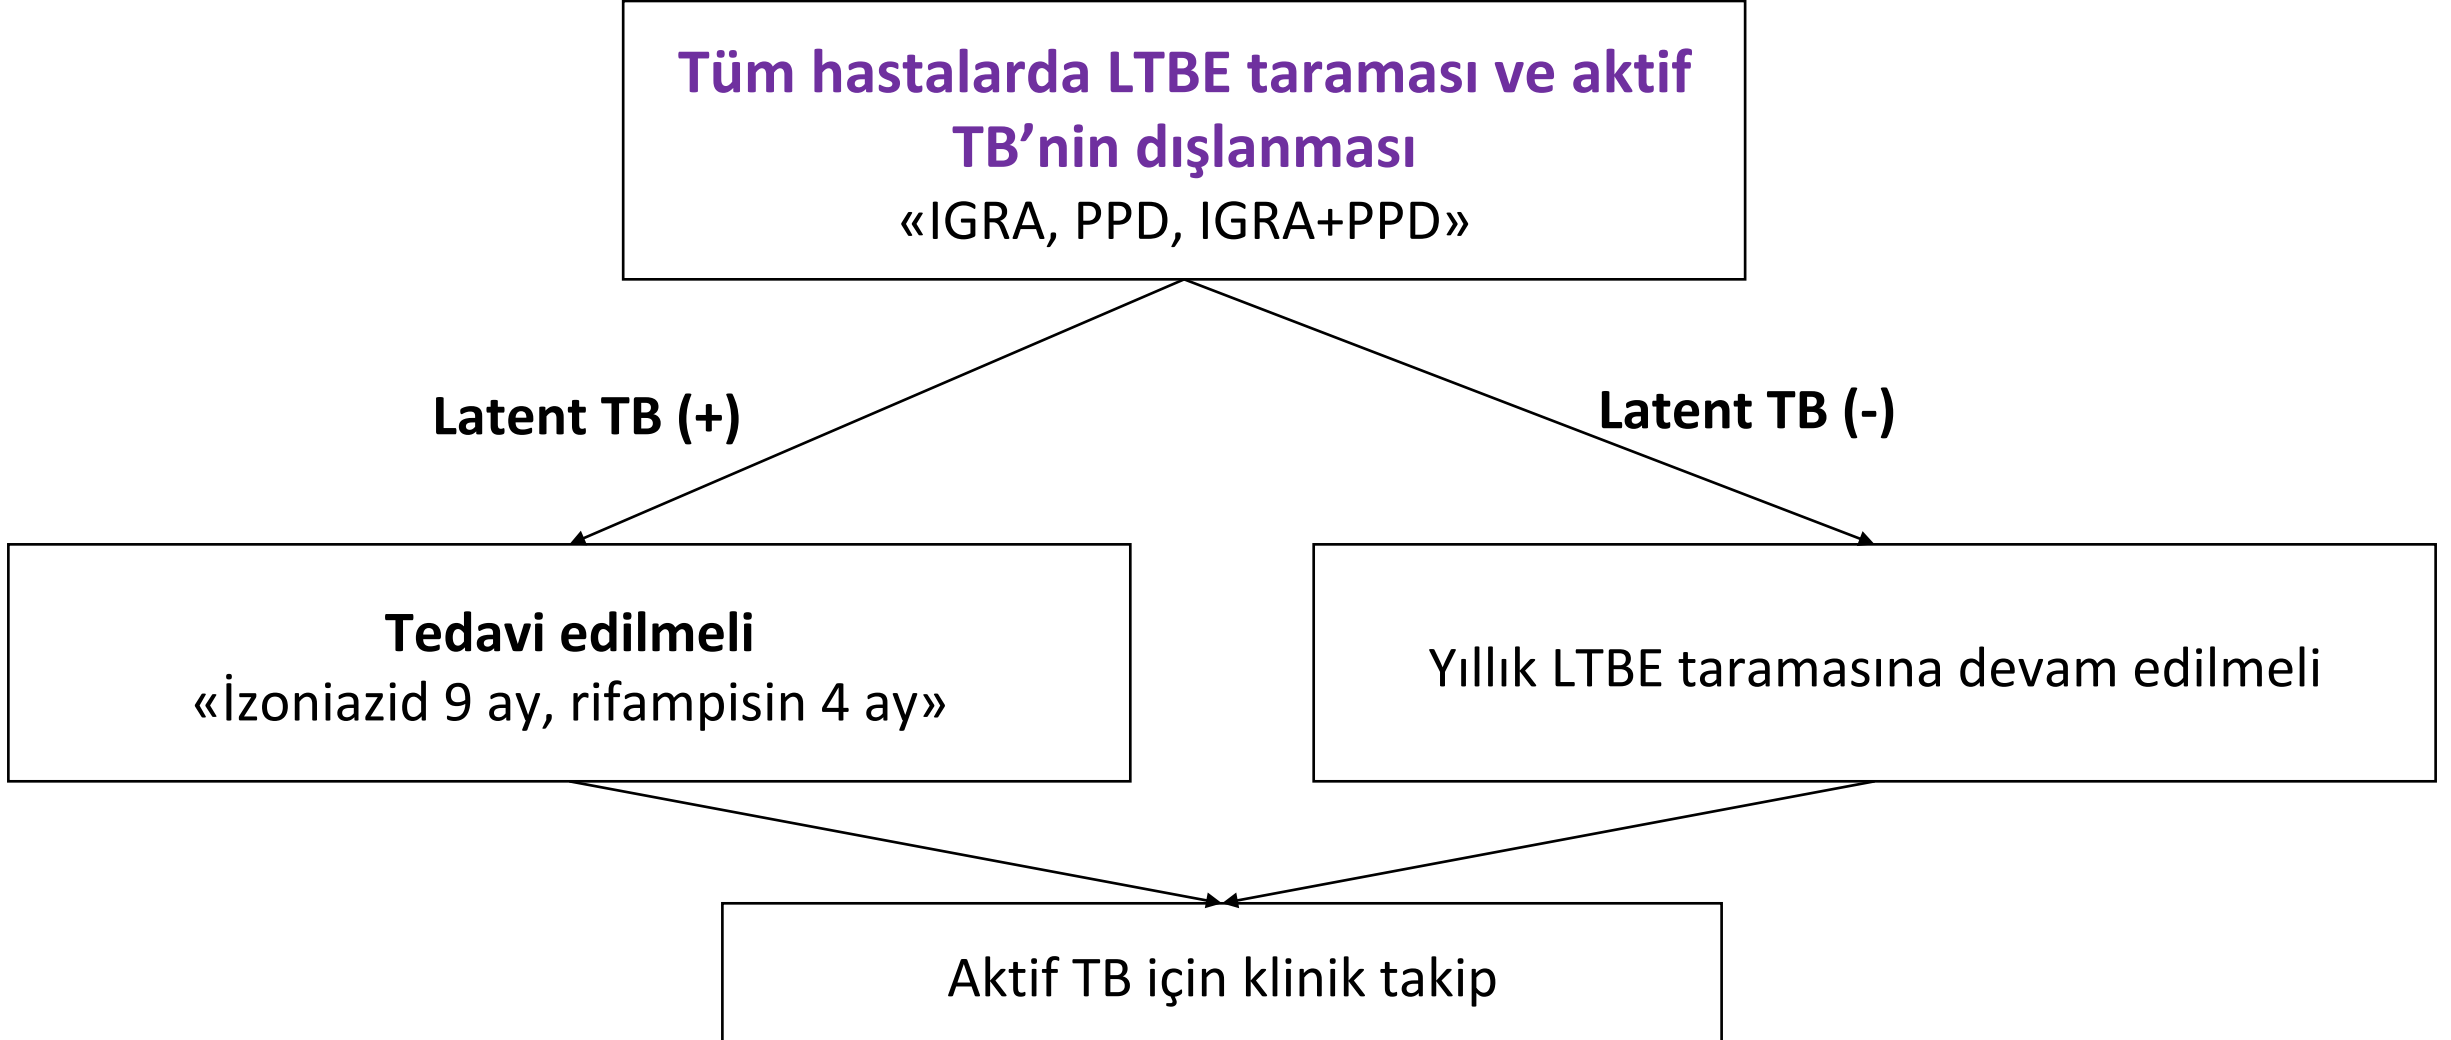 Tüm hastalarda LTBE taraması ve aktif
TB’nin dışlanması
«IGRA, PPD, IGRA+PPD»
Latent TB (+)
Latent TB (-)
Tedavi edilmeli
«İzoniazid 9 ay, rifampisin 4 ay»
Yıllık LTBE taramasına devam edilmeli
Aktif TB için klinik takip